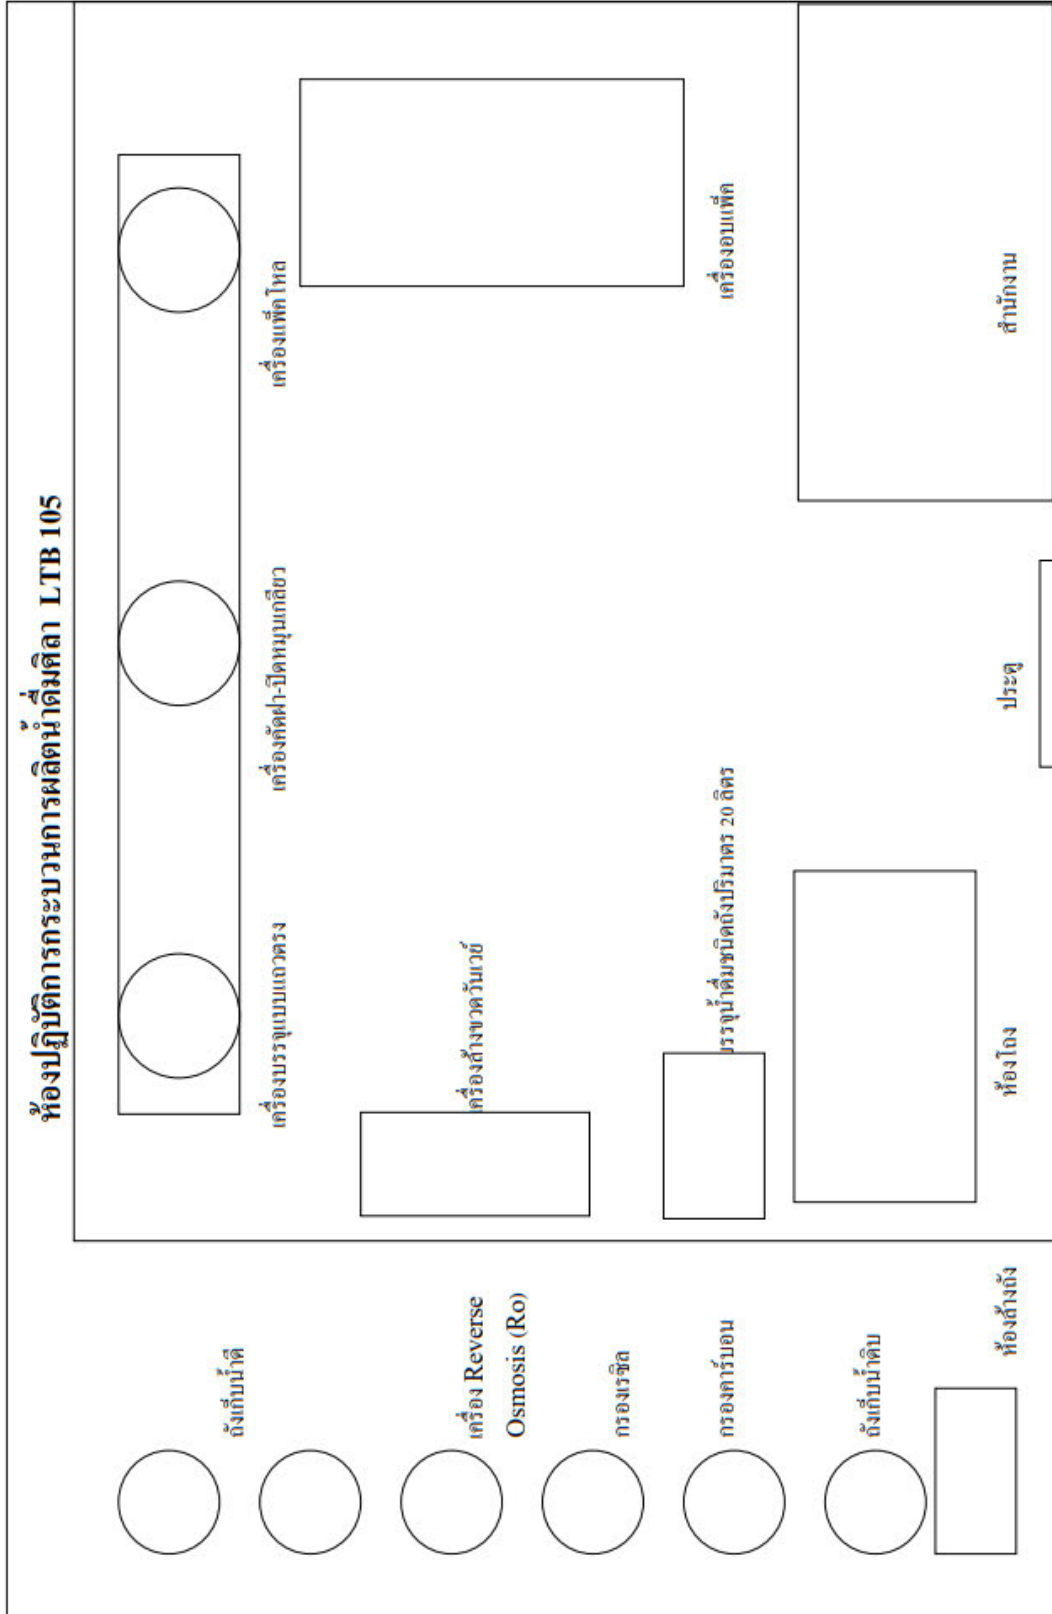 ห้องปฏิบัติการกระบวนการผลิตน้ำดื่มศิลา LTB 105
ถังเก็บน้ำดี
เครื่อง Reverse
Osmosis (Ro)
กรองเรซิล
กรองคาร์บอน
ถังเก็บน้ำดิบ
ห้องล้างถัง
เครื่องบรรจุแบบแถวตรง
เครื่องคัดฝา-ปิดหมุนเกลียว
เครื่องแพ็คโหล
เครื่องล้างขวดวันเวย์
บรรจุน้ำดื่มชนิดถังปริมาตร 20 ลิตร
เครื่องอบแพ็ค
ห้องโถง
ประตู
สำนักงาน